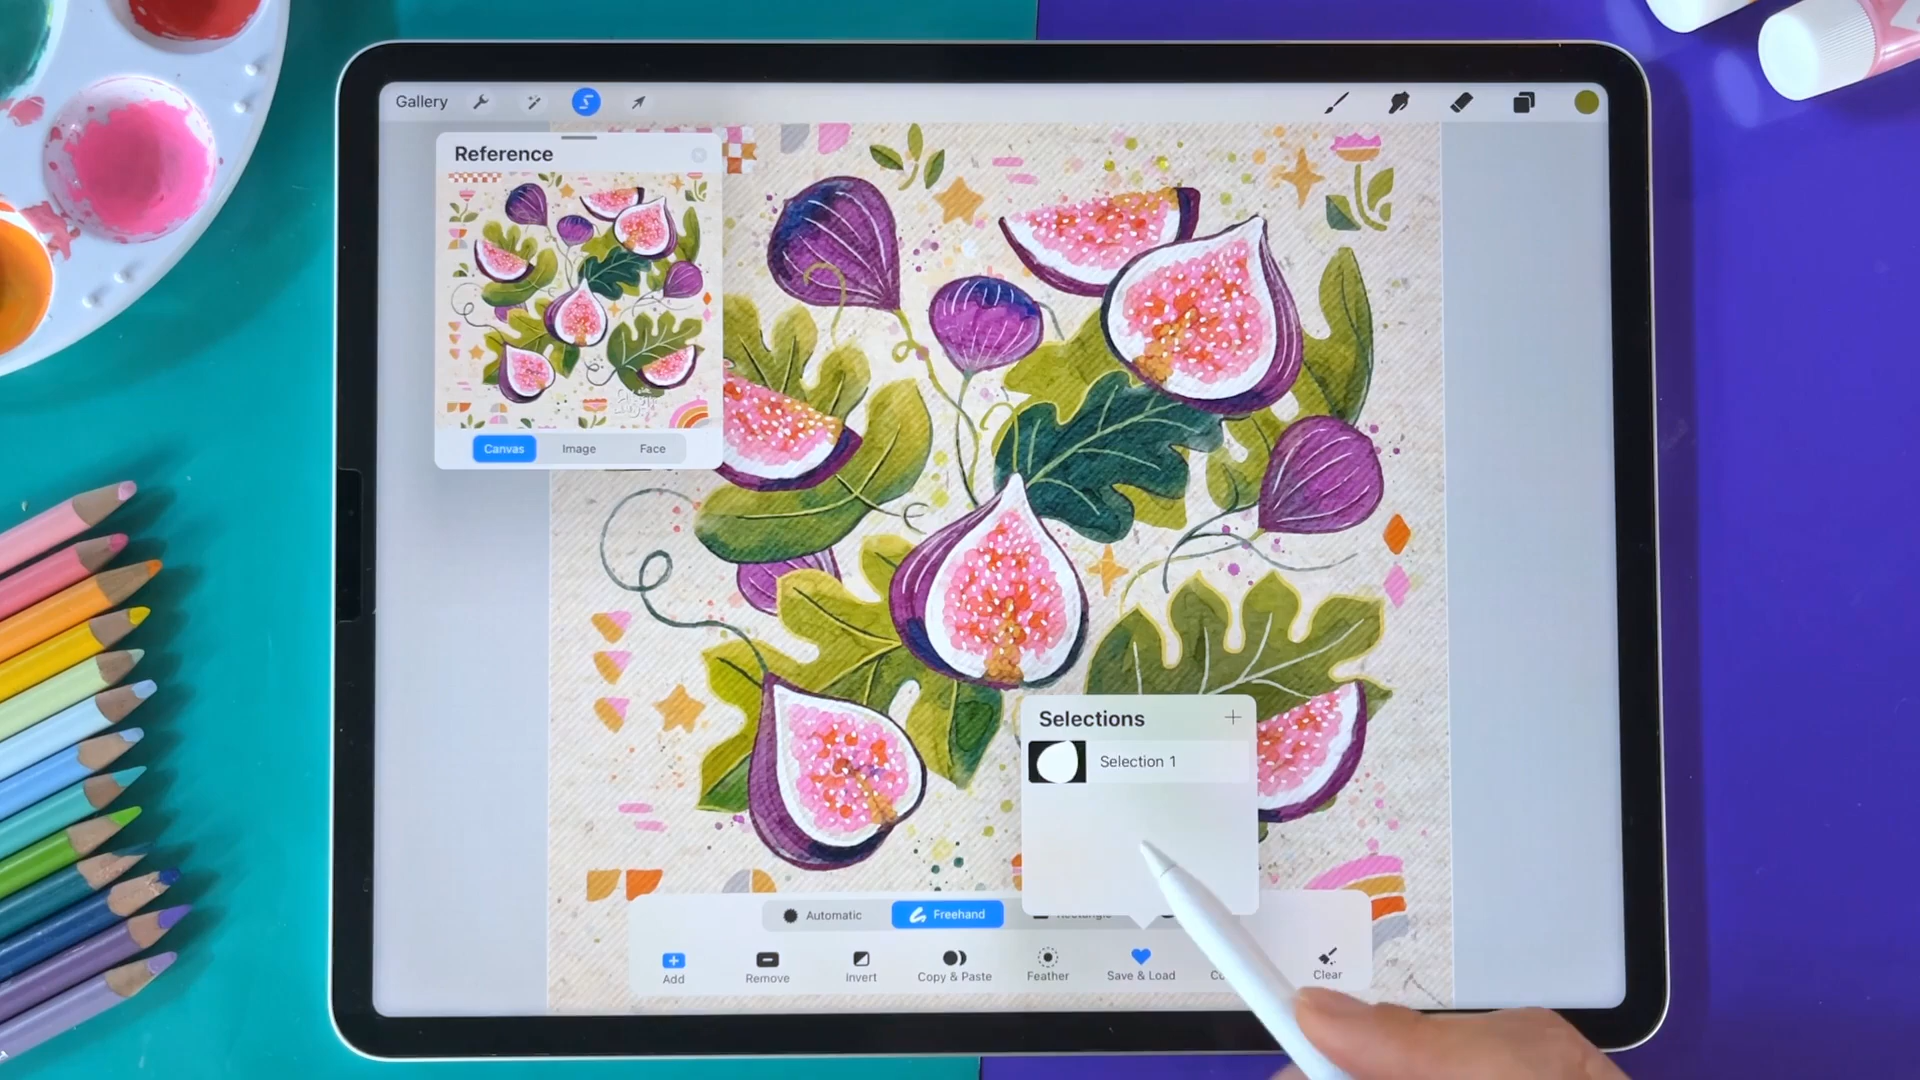 Gallery
Reference
Canvas Image Face
Selections
Selection 1
Automatic Freehand Rectangle
Add Remove Invert Copy & Paste Feather Save & Load Clear